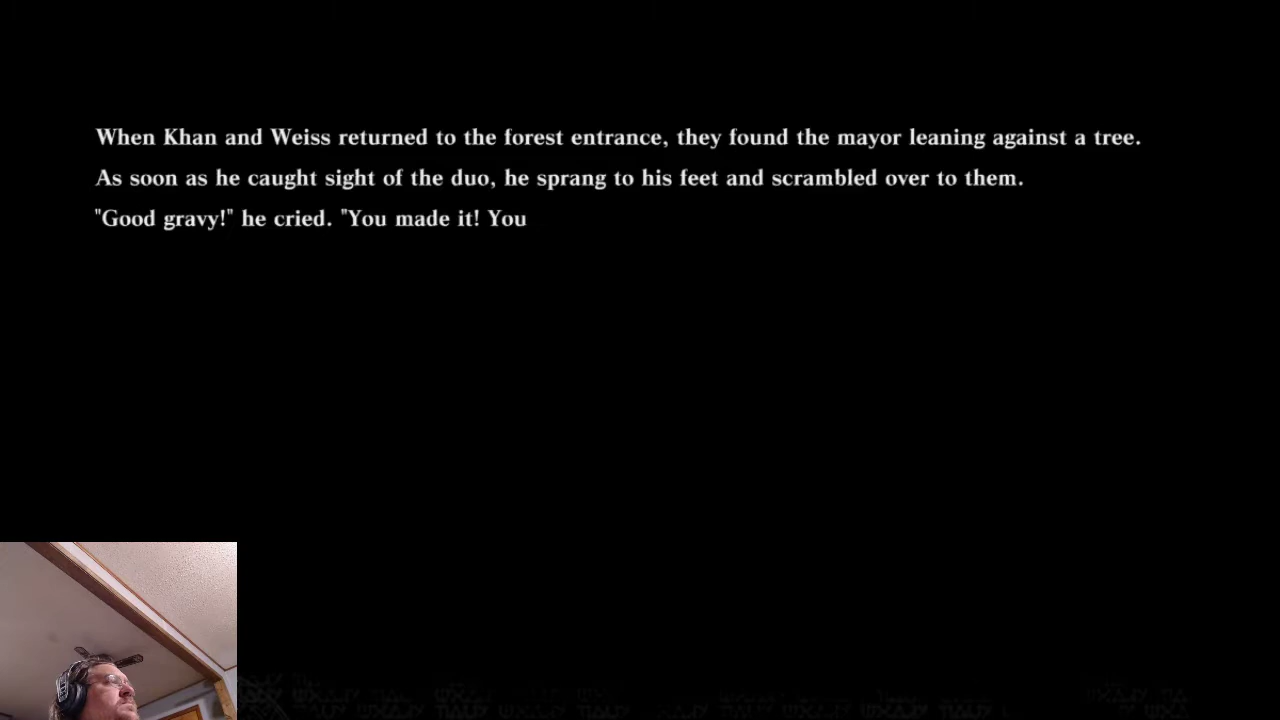 When Khan and Weiss returned to the forest entrance, they found the mayor leaning against a tree.
As soon as he caught sight of the duo, he sprang to his feet and scrambled over to them.
"Good gravy!" he cried. "You made it! You